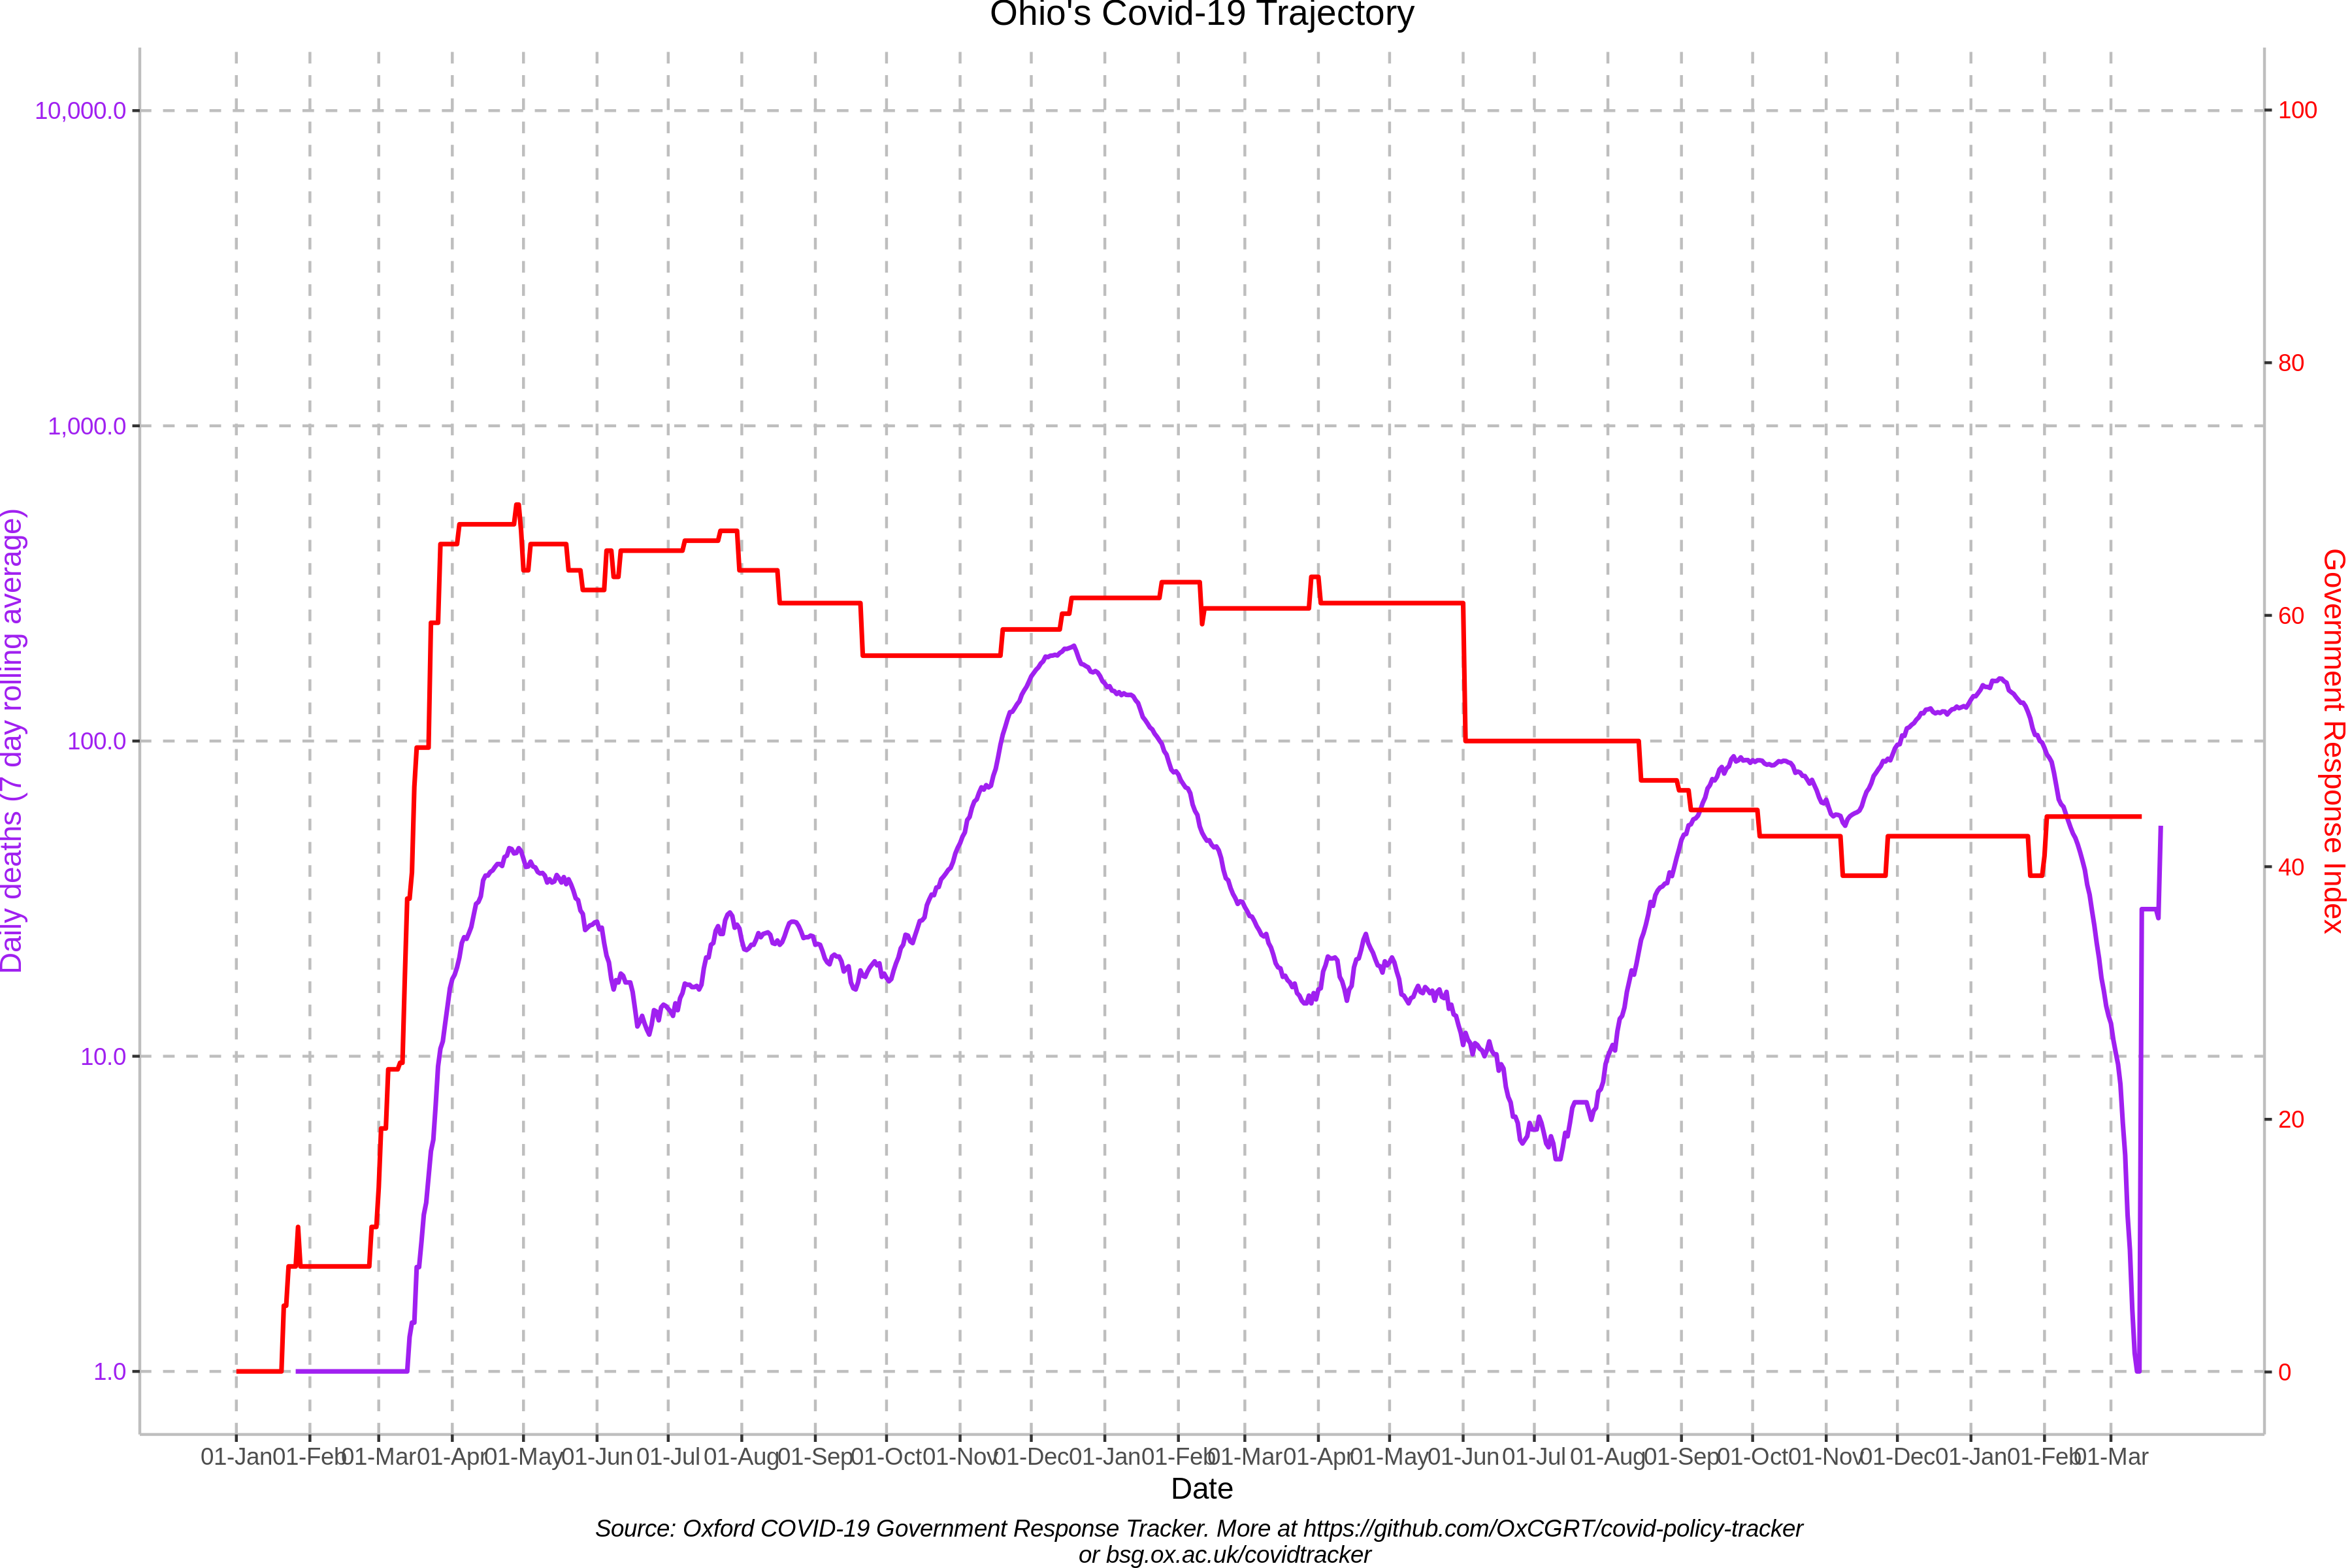 Ohio's Covid-19 Trajectory
10,000.0
1,000.0
100.0
10.0
1.0
Daily deaths (7 day rolling average)
100
80
60
40
20
0
Government Response Index
01-Jan 01-Feb 01-Mar 01-Apr 01-May 01-Jun 01-Jul 01-Aug 01-Sep 01-Oct 01-Nov 01-Dec 01-Jan 01-Feb 01-Mar 01-Apr 01-May 01-Jun 01-Jul 01-Aug 01-Sep 01-Oct 01-Nov 01-Dec 01-Jan 01-Feb 01-Mar
Date
Source: Oxford COVID-19 Government Response Tracker. More at https://github.com/OxCGRT/covid-policy-tracker
or bsg.ox.ac.uk/covidtracker